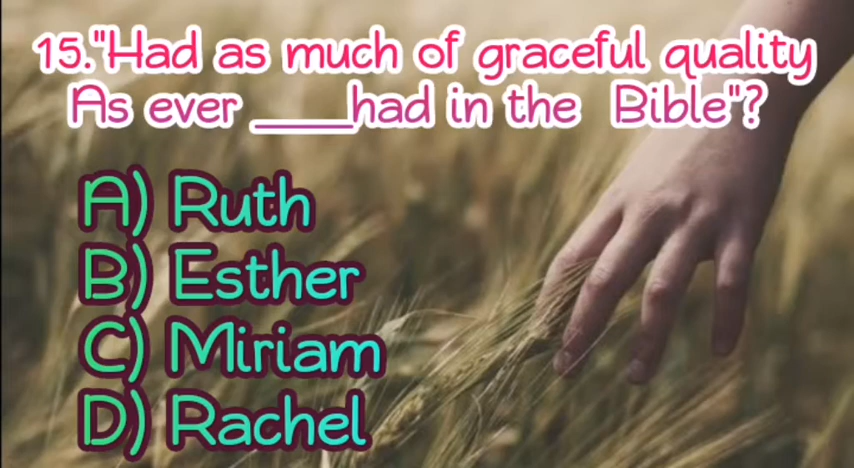 15."Had as much of graceful quality
As ever ____had in the Bible"?
A) Ruth
B) Esther
C) Miriam
D) Rachel